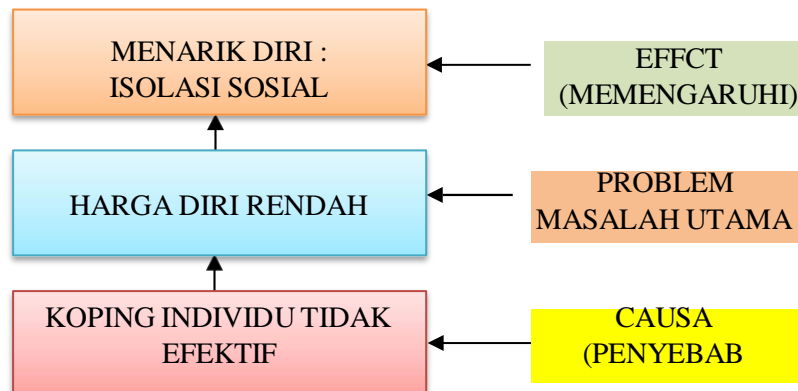 MENARIK DIRI :
ISOLASI SOSIAL
EFFCT
(MEMENGARUHI)
HARGA DIRI RENDAH
PROBLEM
MASALAH UTAMA
KOPING INDIVIDU TIDAK
EFEKTIF
CAUSA
(PENYEBAB